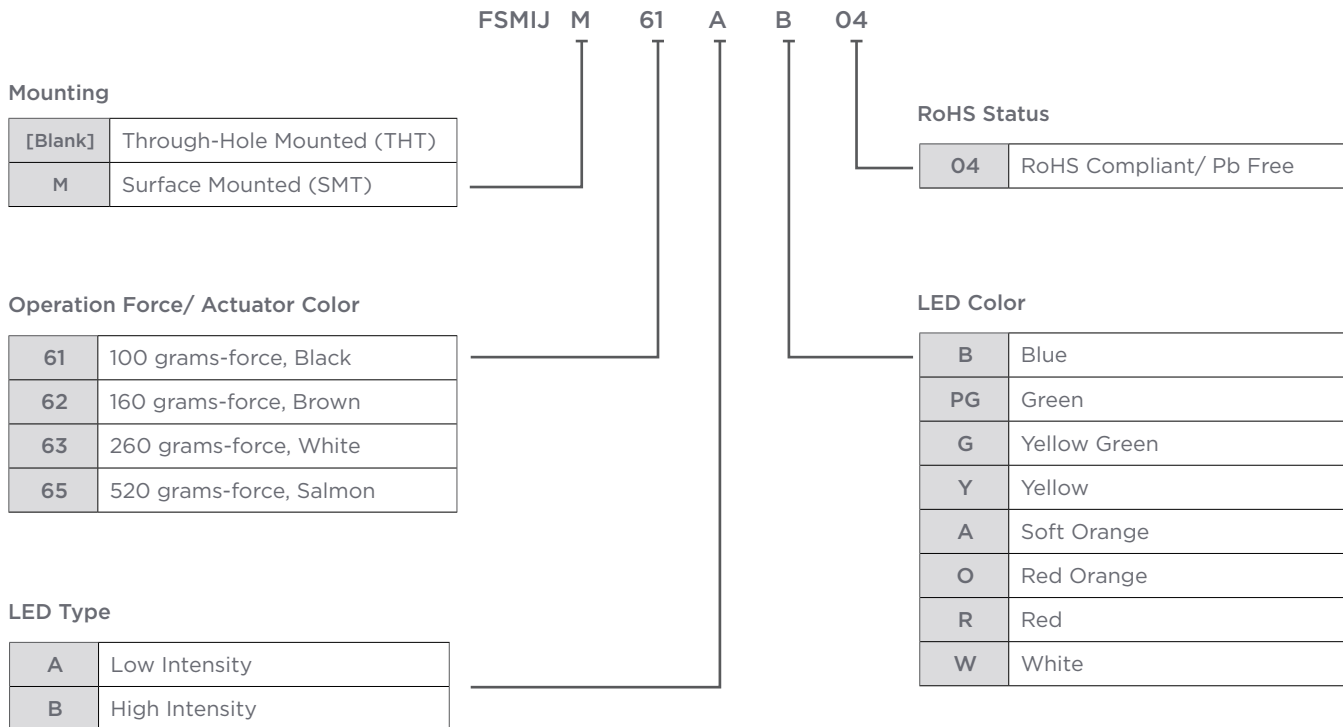 FSMIJ M 61 A B 04
Mounting
[Blank] Through-Hole Mounted (THT)
M Surface Mounted (SMT)
Operation Force/ Actuator Color
61 100 grams-force, Black
62 160 grams-force, Brown
63 260 grams-force, White
65 520 grams-force, Salmon
LED Type
A Low Intensity
B High Intensity
RoHS Status
04 RoHS Compliant/ Pb Free
LED Color
B Blue
PG Green
G Yellow Green
Y Yellow
A Soft Orange
O Red Orange
R Red
W White